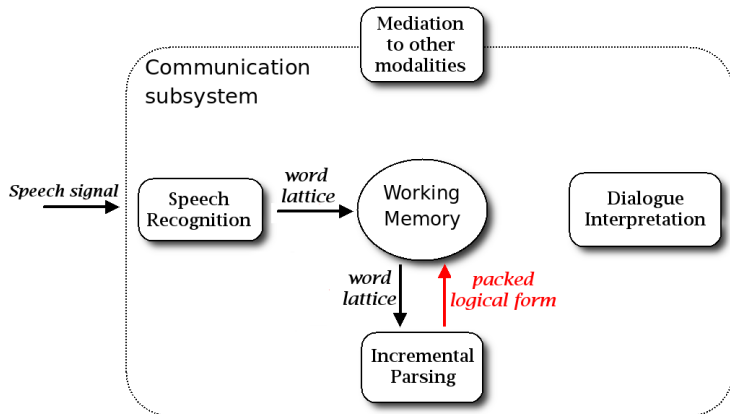 Mediation
to other
modalities
Communication
subsystem
Speech signal
Speech
Recognition
word
lattice
Working
Memory
Dialogue
Interpretation
word
lattice
packed
logical form
Incremental
Parsing